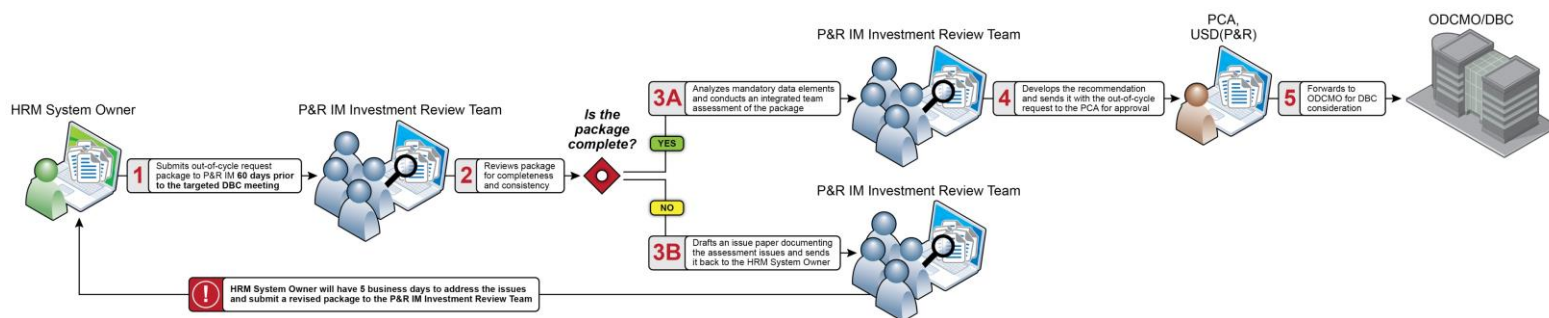 HRM System Owner
1
Submits out-of-cycle request
package to P&R IM 60 days prior
to the targeted DBC meeting
P&R IM Investment Review Team
2
Reviews package
for completeness
and consistency
Is the
package
complete?
YES
3A
Analyzes mandatory data elements
and conducts an integrated team
assessment of the package
P&R IM Investment Review Team
4
Develops the recommendation
and sends it with the out-of-cycle
request to the PCA for approval
PCA,
USD(P&R)
5
Forwards to
ODCMO for DBC
consideration
ODCMO/DBC
NO
3B
Drafts an issue paper documenting
the assessment issues and sends
it back to the HRM System Owner
P&R IM Investment Review Team
!
HRM System Owner will have 5 business days to address the issues
and submit a revised package to the P&R IM Investment Review Team